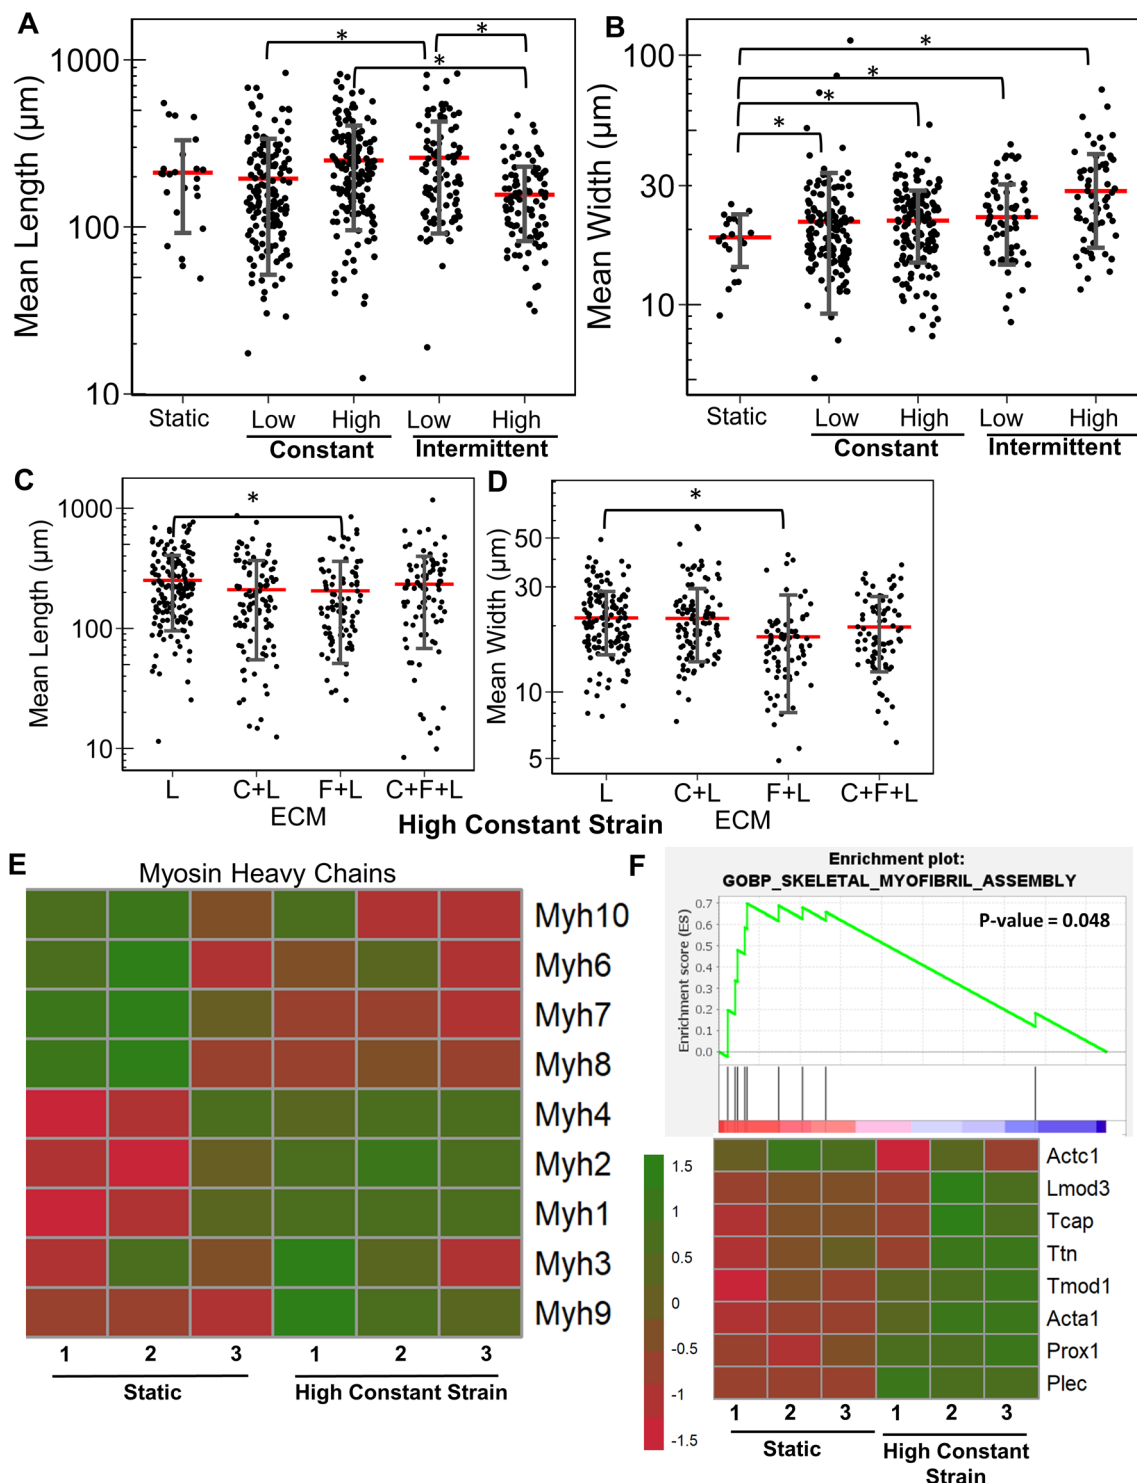 A
Mean Length (µm)
1000
100
10
* * *
Static Low High Low High
Constant Intermittent
B
Mean Width (µm)
100
30
10
*
*
*
*
Static Low High Low High
Constant Intermittent
C
Mean Length (µm)
1000
100
10
*
L C+L F+L C+F+L
ECM
D
Mean Width (µm)
50
30
10
5
*
L C+L F+L C+F+L
ECM
High Constant Strain
E
Myosin Heavy Chains
Myh10
Myh6
Myh7
Myh8
Myh4
Myh2
Myh1
Myh3
Myh9
1 2 3 1 2 3
Static High Constant Strain
F
Enrichment plot:
GOBP_SKELETAL_MYOFIBRIL_ASSEMBLY
P-value = 0.048
Enrichment score (ES)
0.7
0.6
0.5
0.4
0.3
0.2
0.1
0.0
1.5
1
0.5
0
-0.5
-1
-1.5
Actc1
Lmod3
Tcap
Ttn
Tmod1
Acta1
Prox1
Plec
1 2 3 1 2 3
Static High Constant
Strain